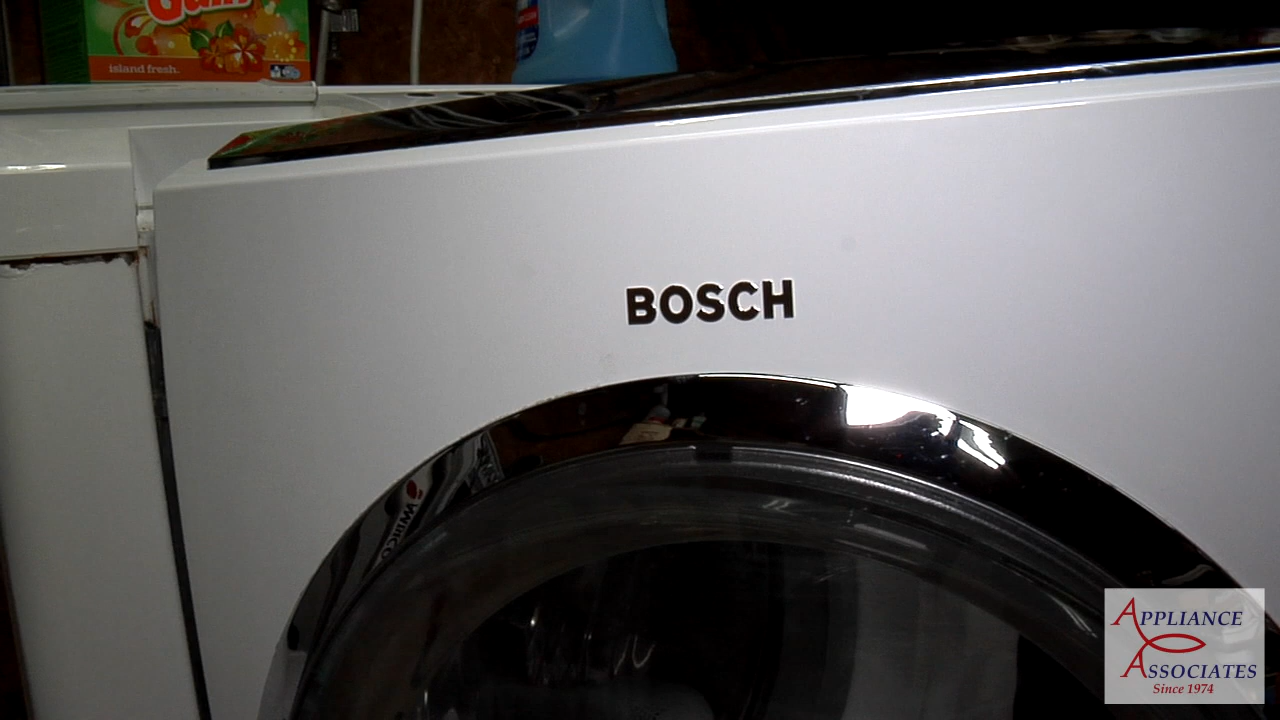 Gain
island fresh.
BOSCH
APPLIANCE
ASSOCIATES
Since 1974